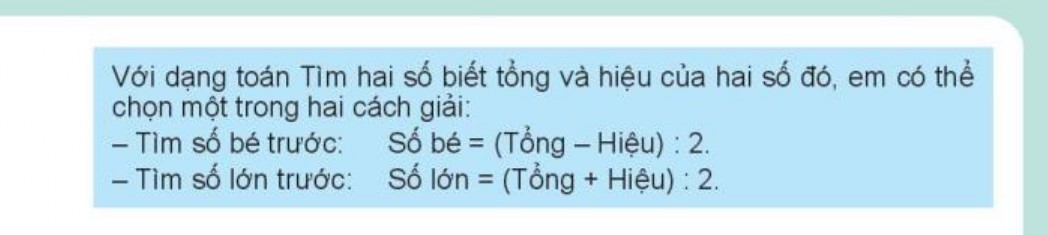 Với dạng toán Tìm hai số biết tổng và hiệu của hai số đó, em có thể
chọn một trong hai cách giải:
– Tìm số bé trước: Số bé = (Tổng – Hiệu) : 2.
– Tìm số lớn trước: Số lớn = (Tổng + Hiệu) : 2.